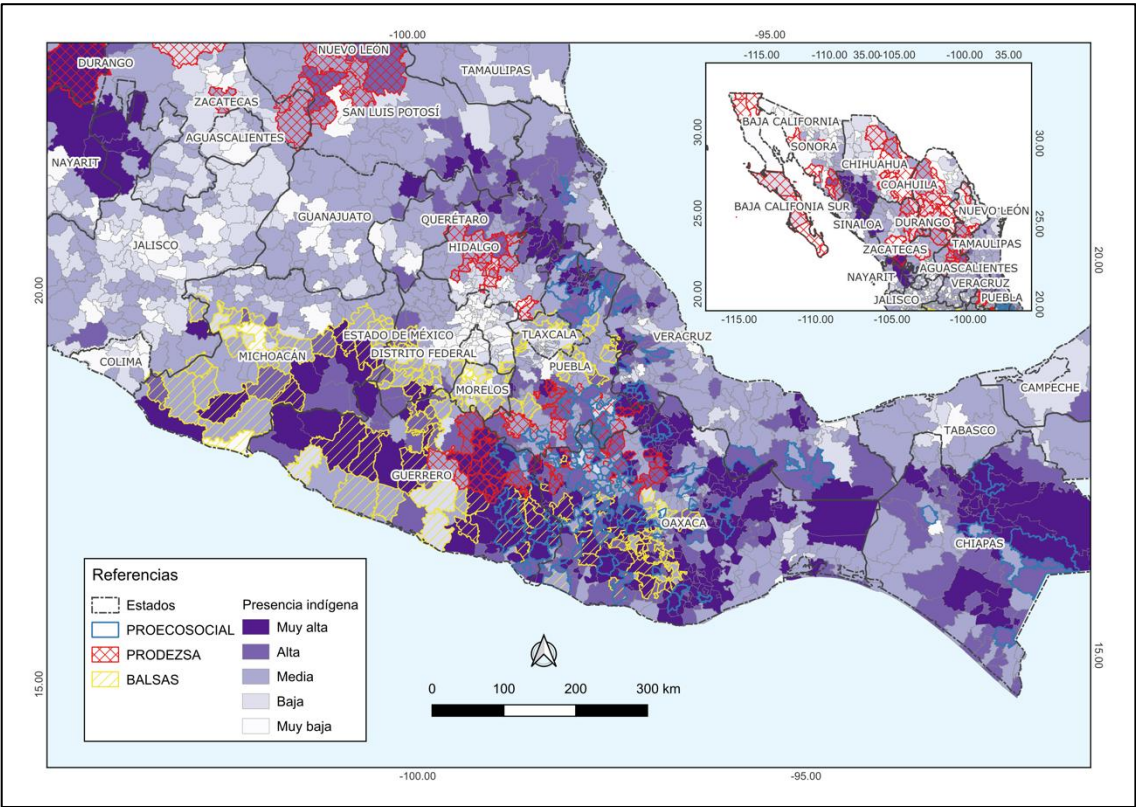 -100.00
-95.00
DURANGO
NUEVO LEÓN
TAMAULIPAS
ZACATECAS
SAN LUIS POTOSÍ
AGUASCALIENTES
NAYARIT
GUANAJUATO
QUERÉTARO
HIDALGO
JALISCO
20.00
20.00
ESTADO DE MÉXICO
TLAXCALA
VERACRUZ
COLIMA
MICHOACÁN
DISTRITO FEDERAL
PUEBLA
MORELOS
CAMPECHE
TABASCO
GUERRERO
OAXACA
CHIAPAS
15.00
15.00
-100.00
-95.00
-115.00
-110.00
35.00
-105.00
-100.00
35.00
30.00
30.00
BAJA CALIFORNIA
SONORA
CHIHUAHUA
COAHUILA
25.00
25.00
BAJA CALIFONIA SUR
NUEVO LEÓN
SINALOA
DURANGO
ZACATECAS
TAMAULIPAS
NAYARIT
AGUASCALIENTES
VERACRUZ
JALISCO
PUEBLA
20.00
20.00
-115.00
-110.00
-105.00
-100.00
Referencias
Estados
PROECOSOCIAL
PRODEZSA
BALSAS
Presencia indígena
Muy alta
Alta
Media
Baja
Muy baja
0 100 200 300 km